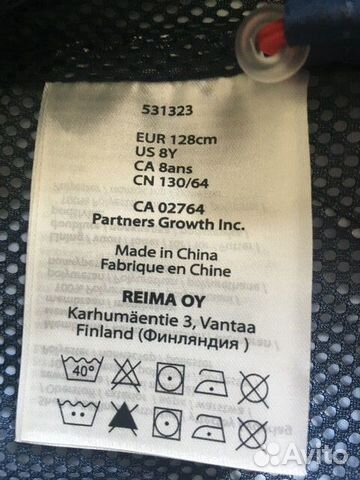 531323
EUR 128cm
US 8Y
CA 8ans
CN 130/64
CA 02764
Partners Growth Inc.
Made in China
Fabrique en Chine
REIMA OY
Karhumäentie 3, Vantaa
Finland (Финляндия )
40°
Avito